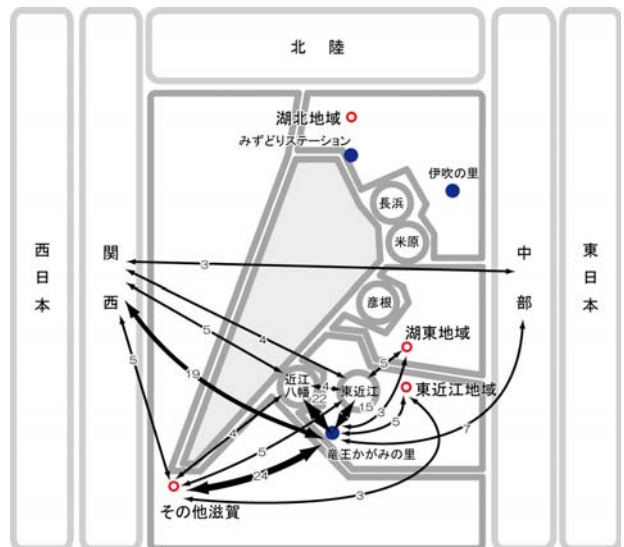 北 陸
湖北地域
みずどりステーション
伊吹の里
長浜
米原
西日本
関西
中部
東日本
3
彦根
湖東地域
5
4
5
5
19
近江
八幡
4
東近江
東近江地域
22
15
3
5
7
4
5
竜王かがみの里
24
3
その他滋賀